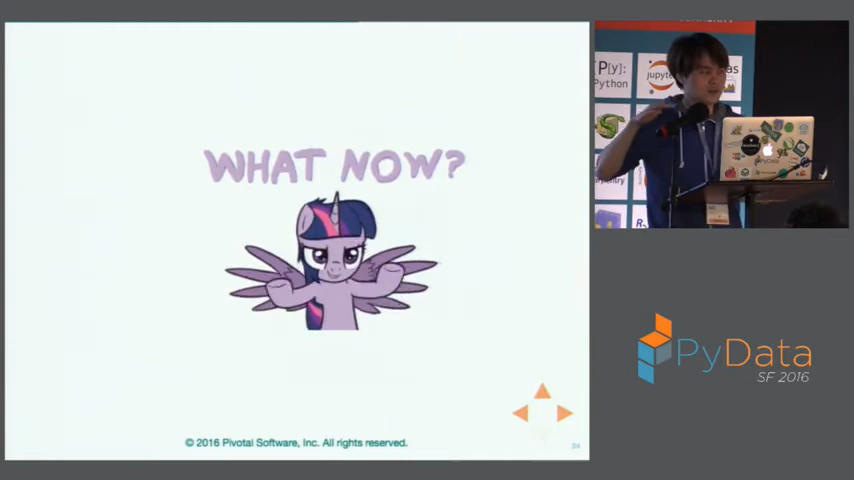 WHAT NOW?
© 2016 Pivotal Software, Inc. All rights reserved.
P[y]:
Python
jupyter
PyData
SF 2016